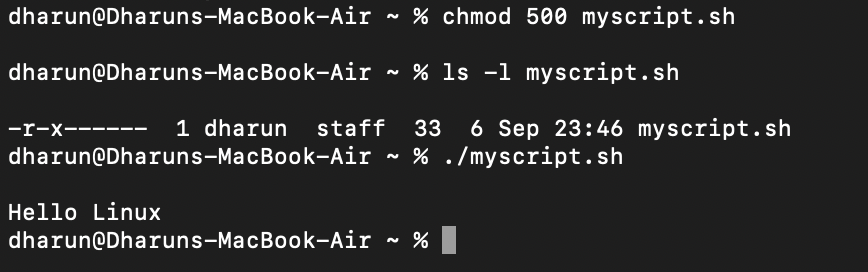 dharun@Dharuns-MacBook-Air ~ % chmod 500 myscript.sh
dharun@Dharuns-MacBook-Air ~ % ls -l myscript.sh
-r-x------  1 dharun  staff  33  6 Sep 23:46 myscript.sh
dharun@Dharuns-MacBook-Air ~ % ./myscript.sh
Hello Linux
dharun@Dharuns-MacBook-Air ~ %